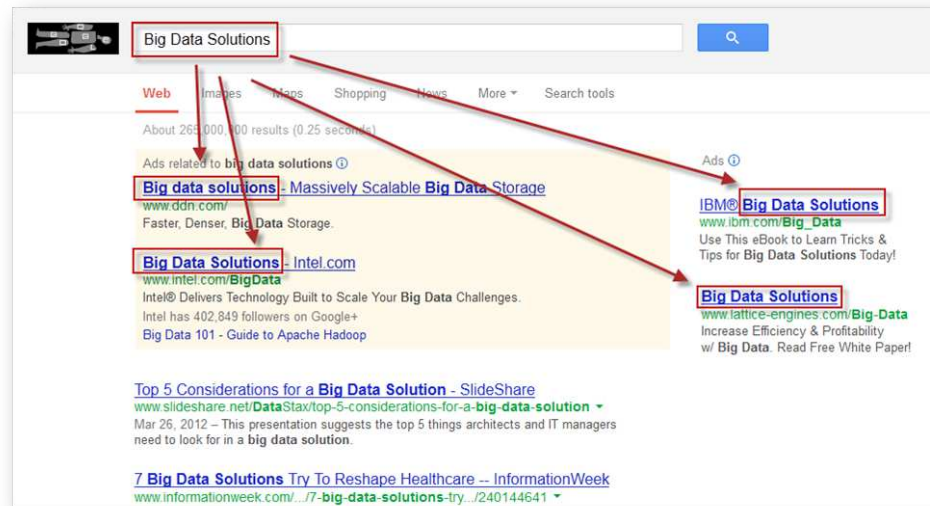 Big Data Solutions
Web Images Maps Shopping News More Search tools
About 265,000,000 results (0.25 seconds)
Ads related to big data solutions
Big data solutions - Massively Scalable Big Data Storage
www.ddn.com/
Faster, Denser, Big Data Storage.
Big Data Solutions - Intel.com
www.intel.com/BigData
Intel® Delivers Technology Built to Scale Your Big Data Challenges.
Intel has 402,849 followers on Google+
Big Data 101 - Guide to Apache Hadoop
Ads
IBM® Big Data Solutions
www.ibm.com/Big_Data
Use This eBook to Learn Tricks &
Tips for Big Data Solutions Today!
Big Data Solutions
www.lattice-engines.com/Big-Data
Increase Efficiency & Profitability
w/ Big Data. Read Free White Paper!
Top 5 Considerations for a Big Data Solution - SlideShare
www.slideshare.net/DataStax/top-5-considerations-for-a-big-data-solution
Mar 26, 2012 – This presentation suggests the top 5 things architects and IT managers
need to look for in a big data solution.
7 Big Data Solutions Try To Reshape Healthcare -- InformationWeek
www.informationweek.com/.../7-big-data-solutions-try.../240144641